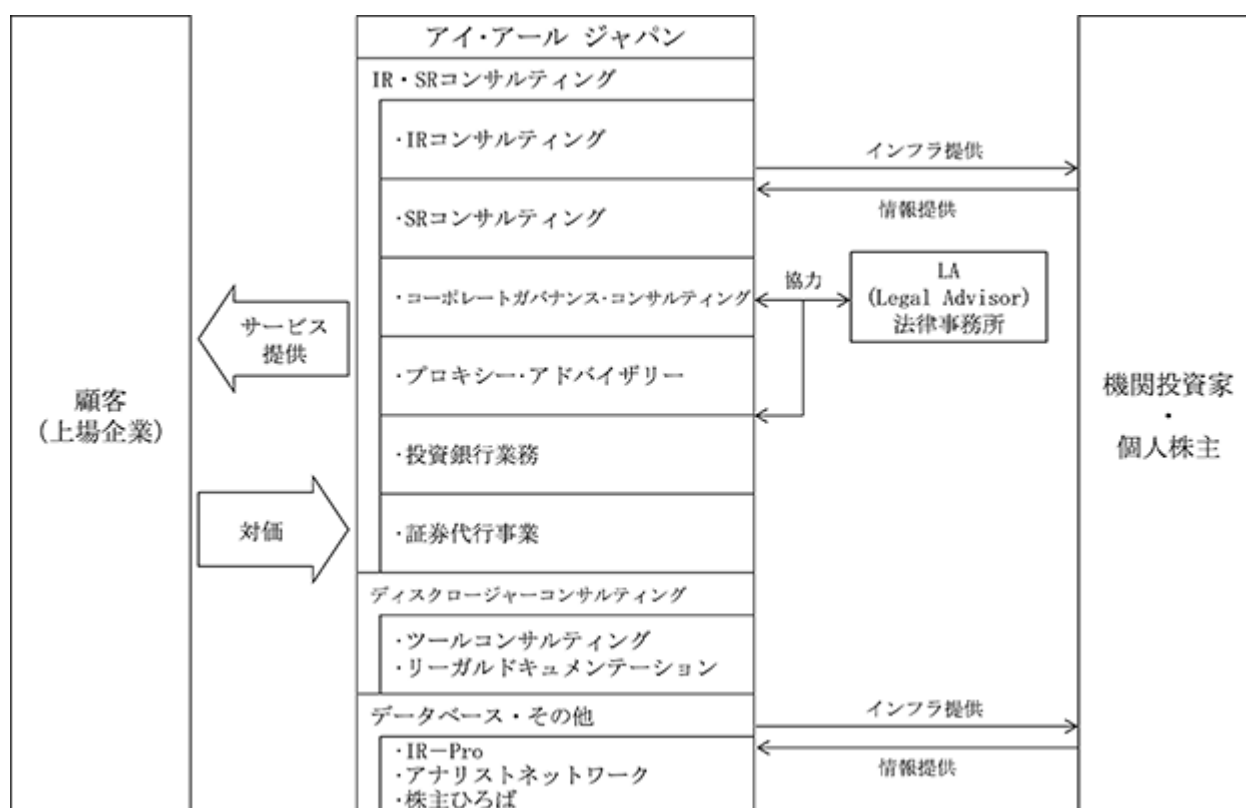 アイ・アール ジャパン
IR・SRコンサルティング
・IRコンサルティング
・SRコンサルティング
・コーポレートガバナンス・コンサルティング
・プロキシー・アドバイザリー
・投資銀行業務
・証券代行事業
ディスクロージャーコンサルティング
・ツールコンサルティング
・リーガルドキュメンテーション
データベース・その他
・IR－Pro
・アナリストネットワーク
・株主ひろば
顧客
(上場企業)
サービス
提供
対価
インフラ提供
情報提供
協力
LA
(Legal Advisor)
法律事務所
機関投資家
・
個人株主
インフラ提供
情報提供